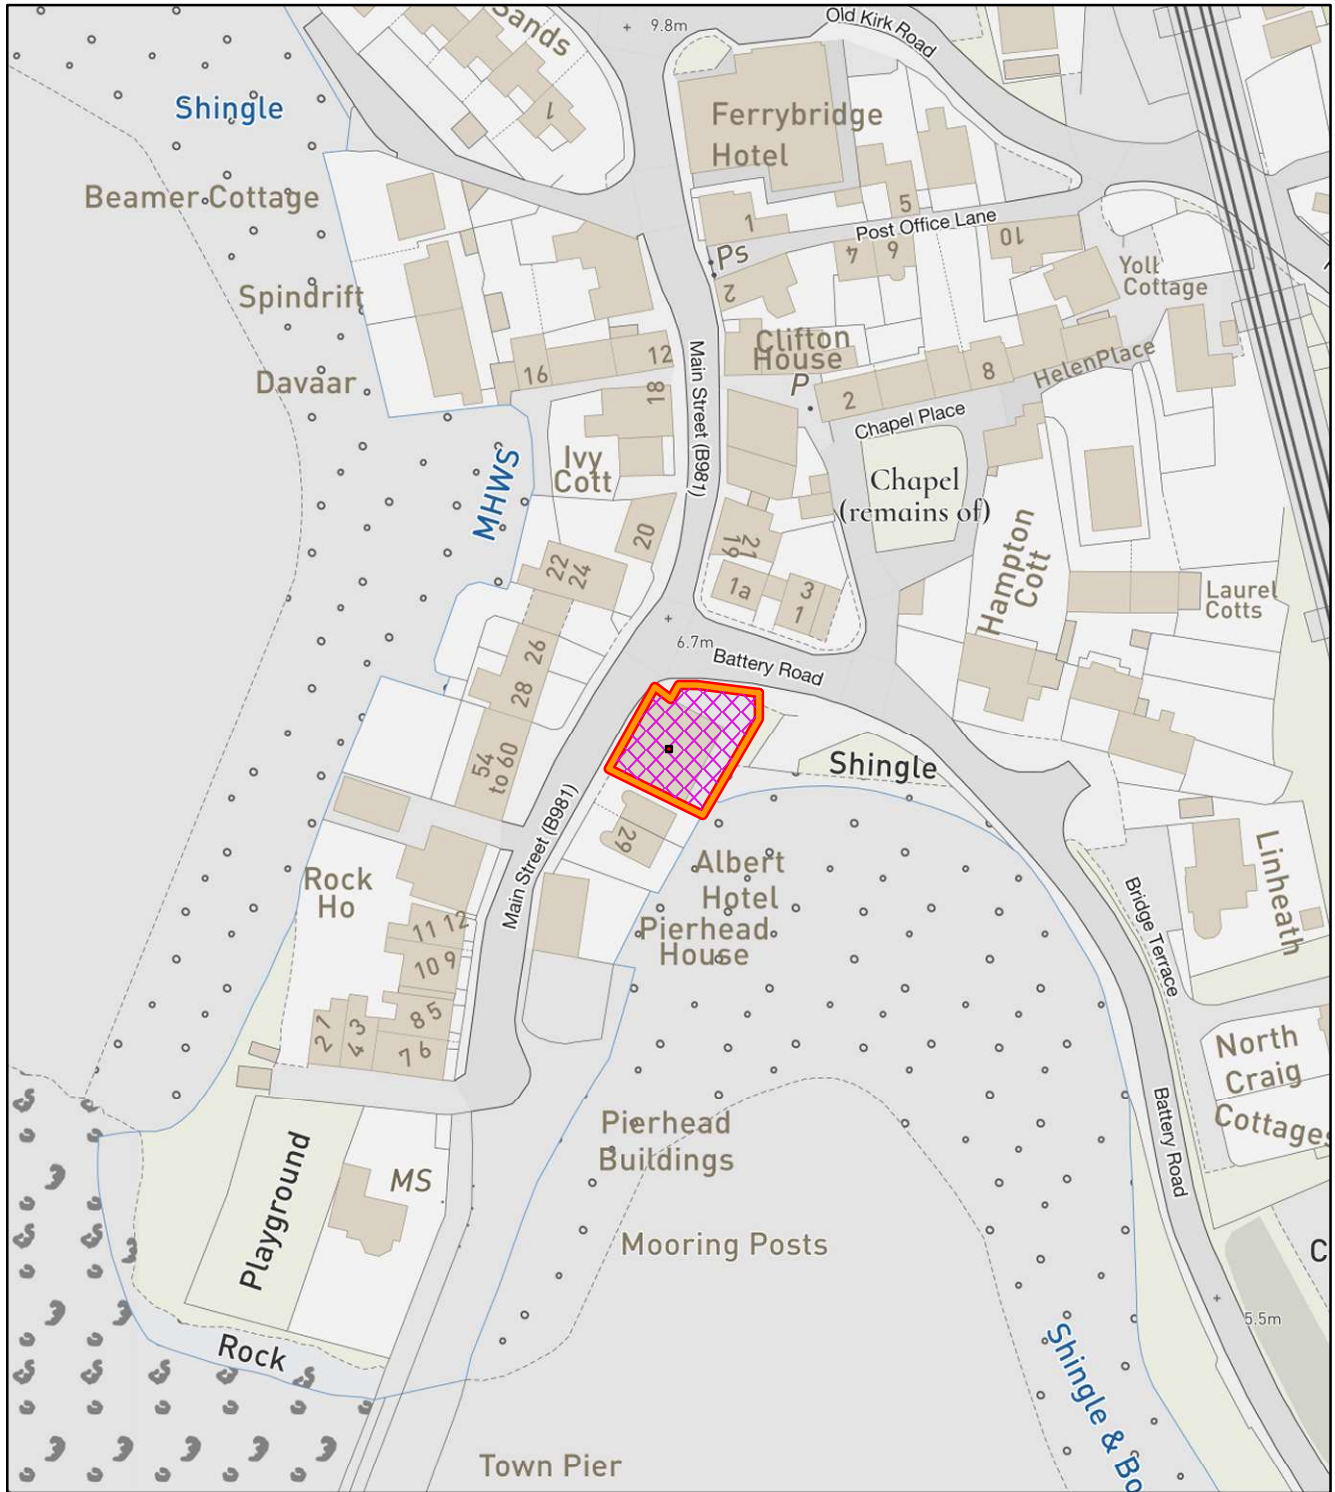 Sands
9.8m
Old Kirk Road
Shingle
1
Ferrybridge
Hotel
Beamer Cottage
1
5
Post Office Lane
Ps
4
6
10
Yoll
Cottage
2
Spindrift
Clifton
House
12
Main Street (B981)
16
Davaar
18
P
2
8
Helen Place
Chapel Place
Ivy
Cott
MHWS
Chapel
(remains of)
20
19
21
22
24
Hampton
Cott
1a
3
1
Laurel
Cotts
6.7m
26
Battery Road
28
54
to 60
Shingle
Main Street (B981)
29
Albert
Hotel
Linheath
Rock
Ho
Pierhead
House
Bridge Terrace
11 12
10 9
8 5
7 6
1
2
3
4
North
Craig
Cottages
Battery Road
Pierhead
Buildings
Playground
MS
Mooring Posts
C
5.5m
Rock
Shingle & Bo
Town Pier